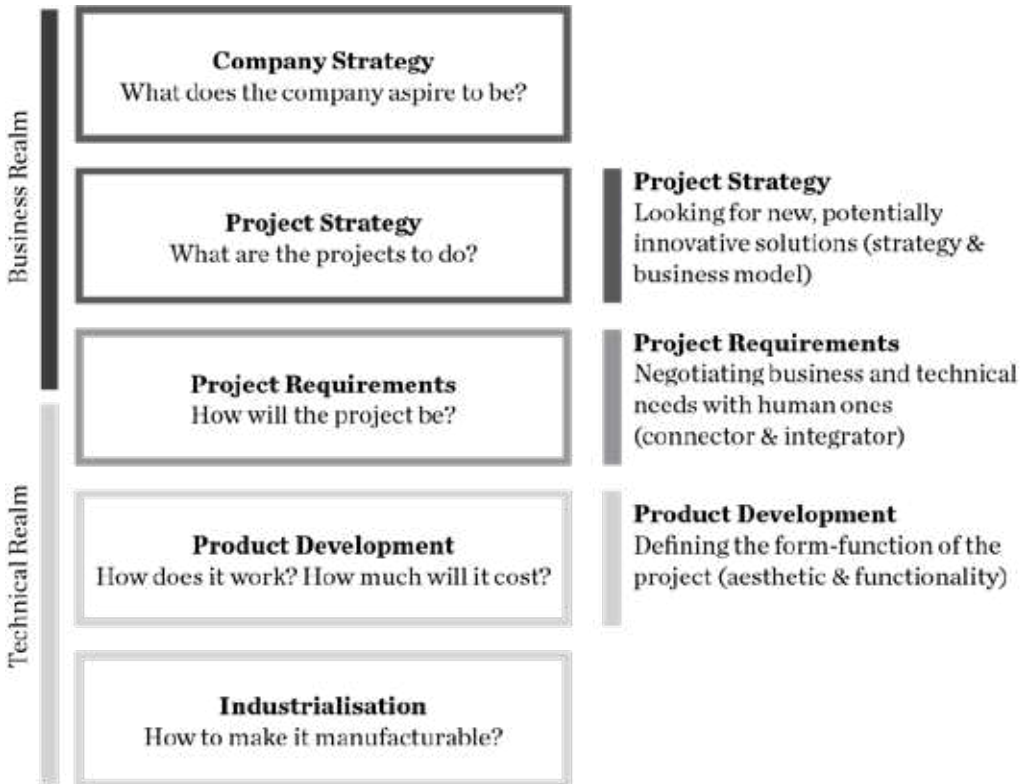 Business Realm
Company Strategy
What does the company aspire to be?
Project Strategy
What are the projects to do?
Project Strategy
Looking for new, potentially
innovative solutions (strategy &
business model)
Project Requirements
How will the project be?
Project Requirements
Negotiating business and technical
needs with human ones
(connector & integrator)
Technical Realm
Product Development
How does it work? How much will it cost?
Product Development
Defining the form-function of the
project (aesthetic & functionality)
Industrialisation
How to make it manufacturable?